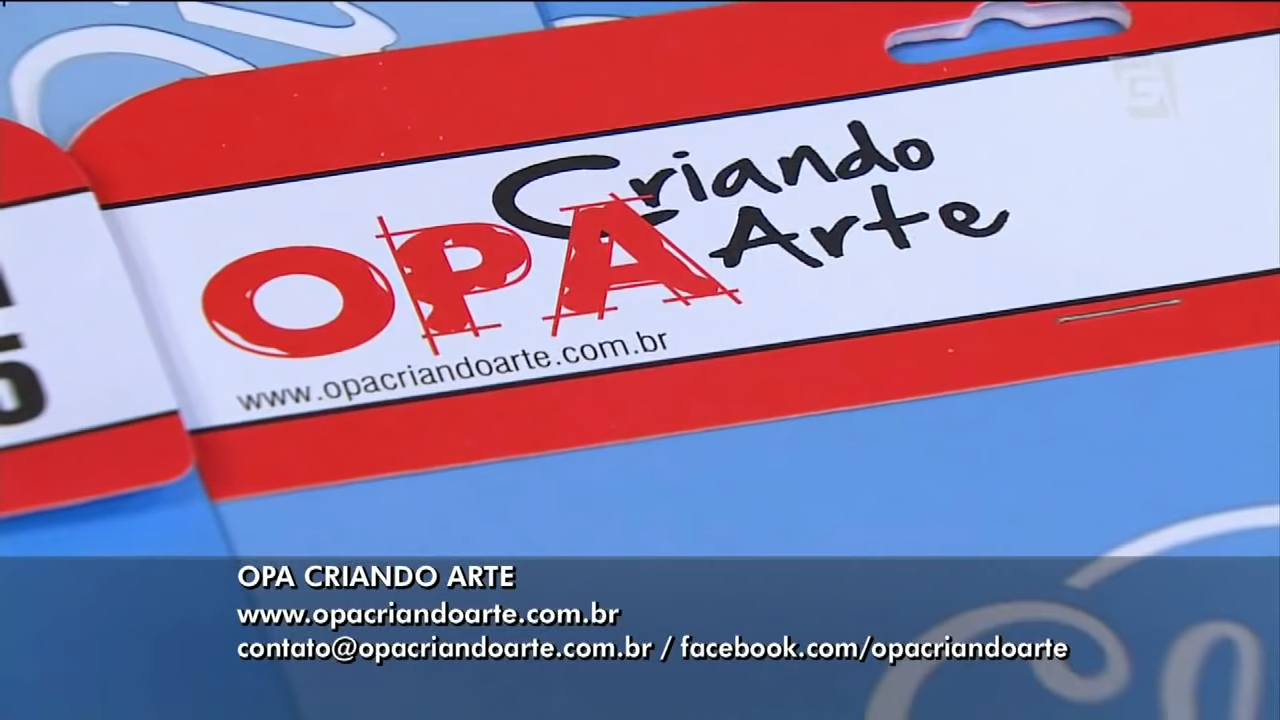 Criando
OPA Arte
www.opacriandoarte.com.br
5
OPA CRIANDO ARTE
www.opacriandoarte.com.br
contato@opacriandoarte.com.br / facebook.com/opacriandoarte